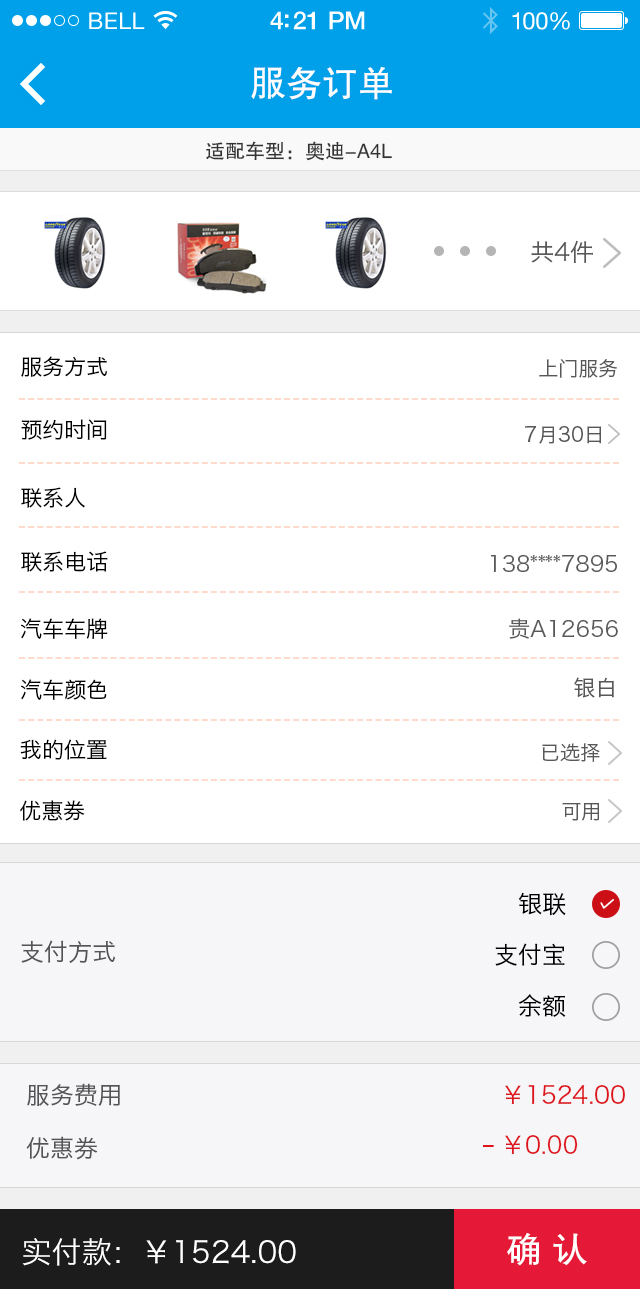 BELL 4:21 PM 100%
服务订单
适配车型：奥迪-A4L
共4件
服务方式 上门服务
预约时间 7月30日
联系人
联系电话 138****7895
汽车车牌 贵A12656
汽车颜色 银白
我的位置 已选择
优惠券 可用
银联
支付方式 支付宝
余额
服务费用 ￥1524.00
优惠券 - ￥0.00
实付款：￥1524.00 确 认